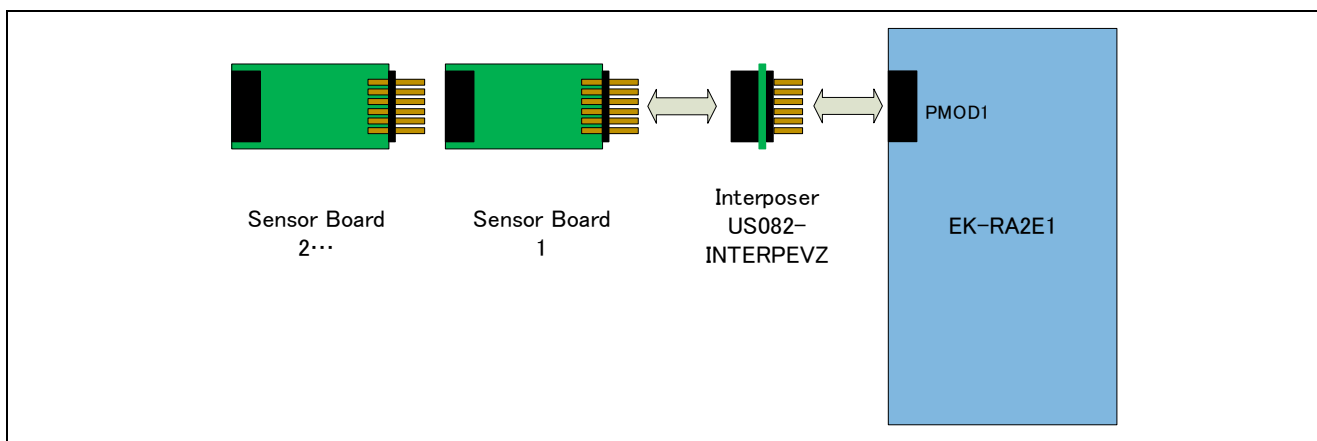 PMOD1
Interposer
US082-
INTERPEVZ
Sensor Board
2…
Sensor Board
1
EK-RA2E1